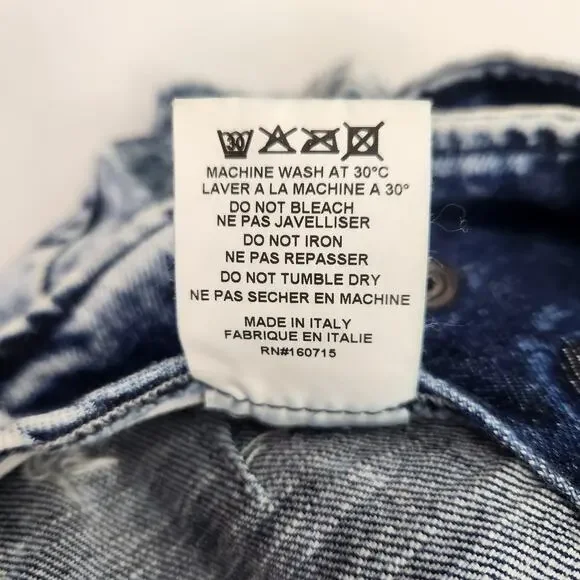 30
MACHINE WASH AT 30°C
LAVER A LA MACHINE A 30°
DO NOT BLEACH
NE PAS JAVELLISER
DO NOT IRON
NE PAS REPASSER
DO NOT TUMBLE DRY
NE PAS SECHER EN MACHINE
MADE IN ITALY
FABRIQUE EN ITALIE
RN#160715